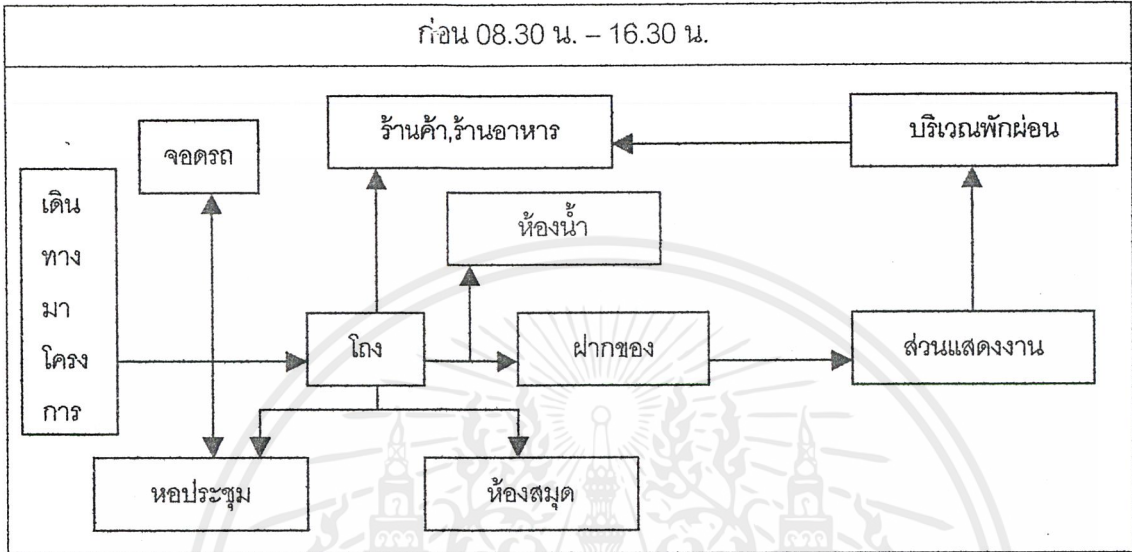 ก่อน 08.30 น. – 16.30 น.
ร้านค้า,ร้านอาหาร
บริเวณพักผ่อน
จอดรถ
เดิน
ทาง
มา
โครง
การ
ห้องน้ำ
โถง
ฝากของ
ส่วนแสดงงาน
หอประชุม
ห้องสมุด